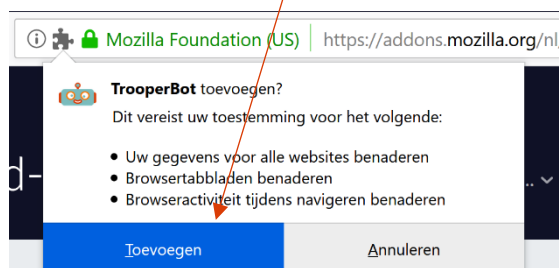 Mozilla Foundation (US) https://addons.mozilla.org/nl
TrooperBot toevoegen?
Dit vereist uw toestemming voor het volgende:
• Uw gegevens voor alle websites benaderen
• Browsertabbladen benaderen
• Browseractiviteit tijdens navigeren benaderen
d-
..
Toevoegen Annuleren